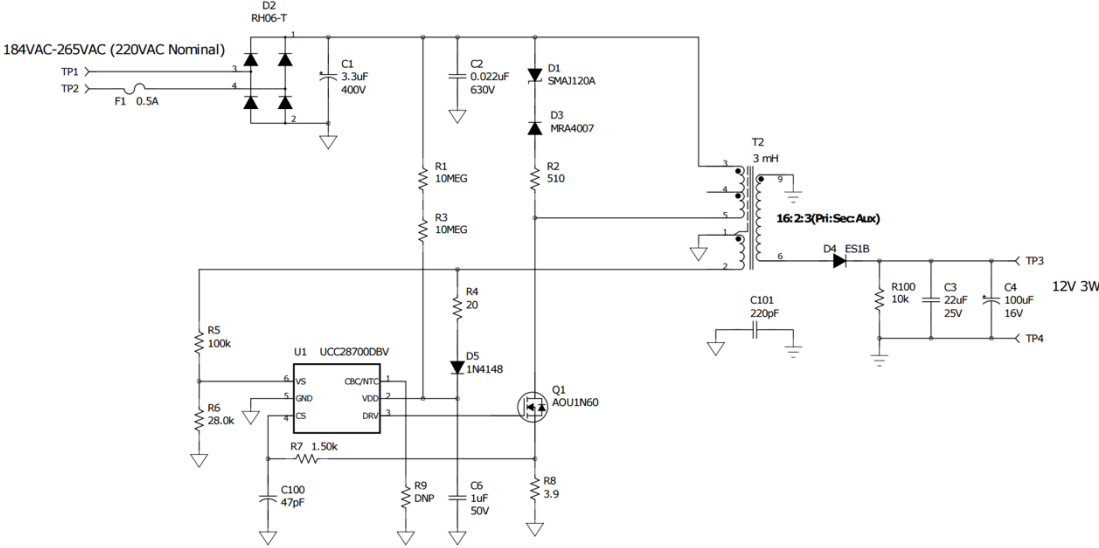 D2
RH06-T
184VAC-265VAC (220VAC Nominal)
TP1
TP2
F1 0.5A
1
3
4
2
C1
3.3uF
400V
C2
0.022uF
630V
D1
SMAJ120A
D3
MRA4007
R1
10MEG
R2
510
R3
10MEG
T2
3 mH
3
4
5
1
2
9
6
16:2:3(Pri:Sec:Aux)
D4 ES1B
TP3
R100
10k
C3
22uF
25V
C4
100uF
16V
12V 3W
TP4
C101
220pF
R4
20
R5
100k
D5
1N4148
U1 UCC28700DBV
6 VS
5 GND
4 CS
CBC/NTC 1
VDD 2
DRV 3
Q1
AOU1N60
R6
28.0k
R7 1.50k
C100
47pF
R9
DNP
C6
1uF
50V
R8
3.9